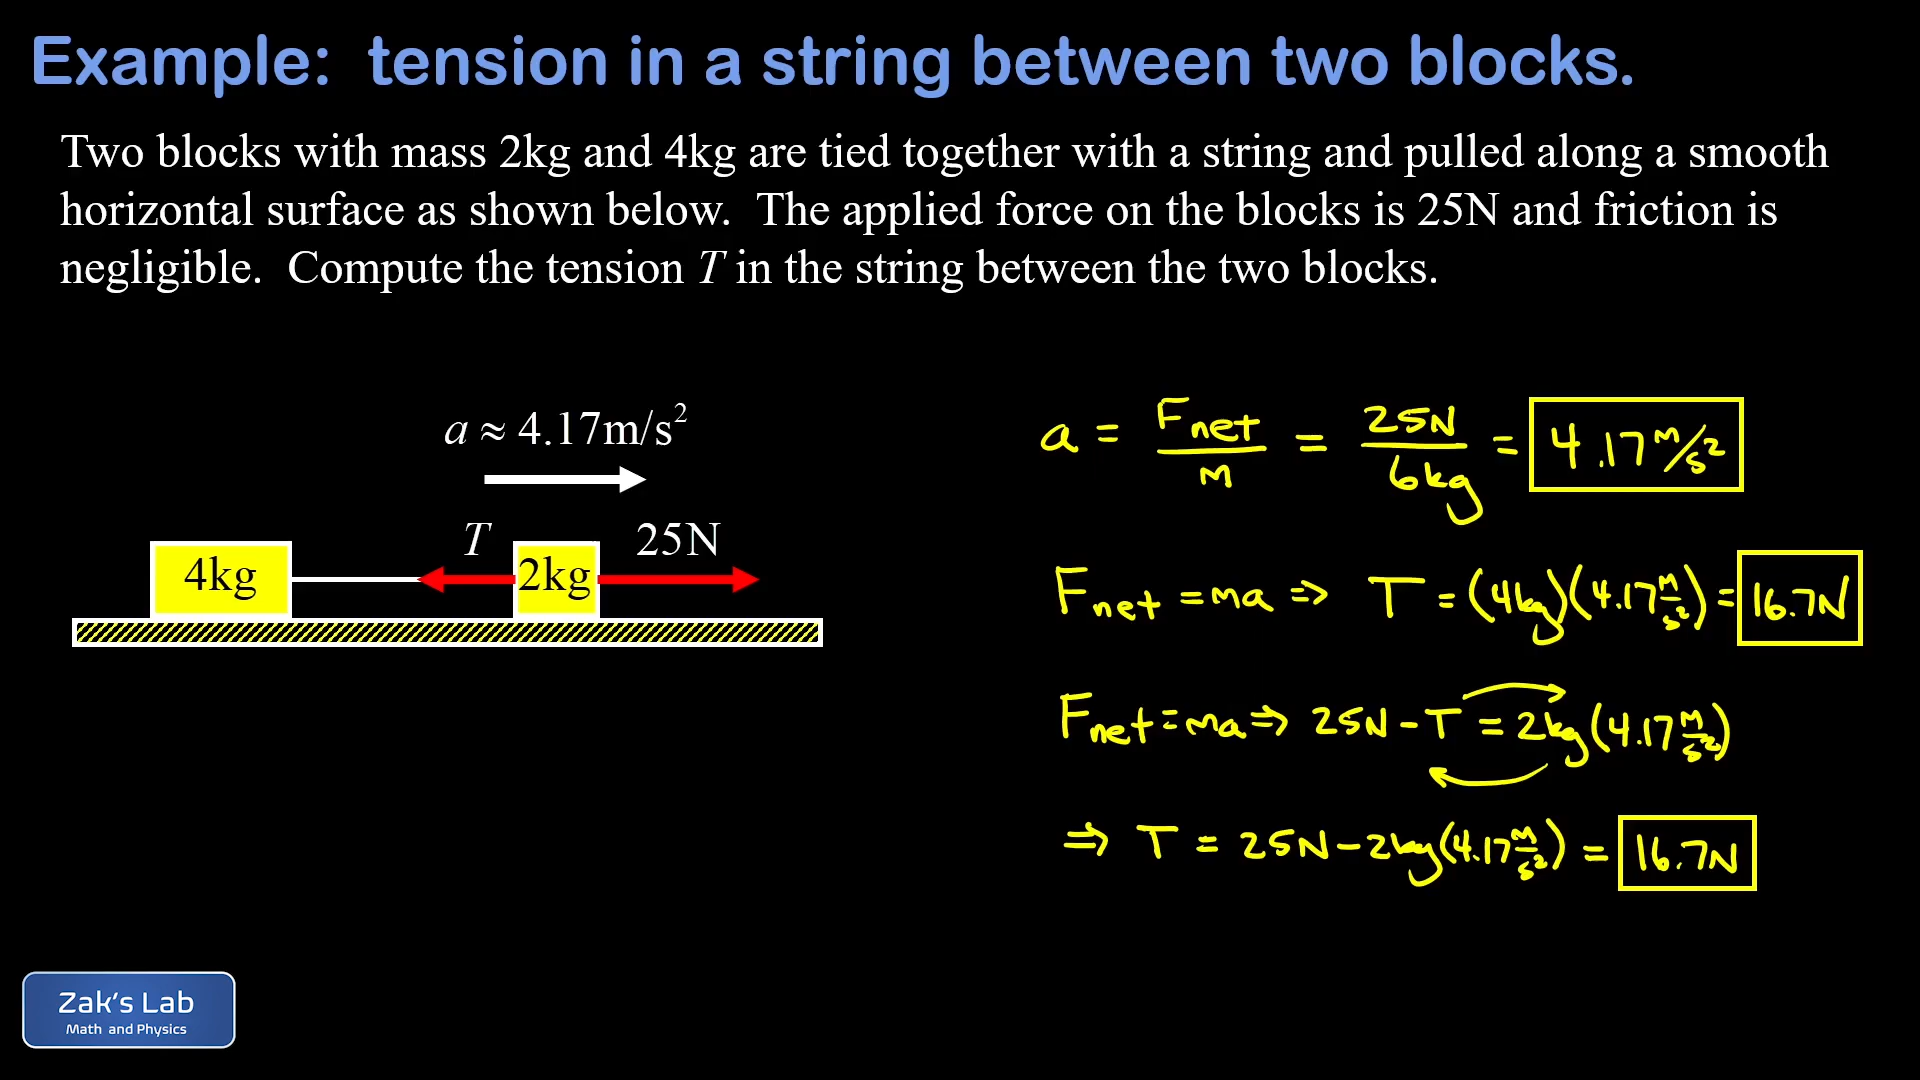 Example: tension in a string between two blocks.
Two blocks with mass 2kg and 4kg are tied together with a string and pulled along a smooth
horizontal surface as shown below. The applied force on the blocks is 25N and friction is
negligible. Compute the tension T in the string between the two blocks.
a ≈ 4.17m/s²
T 25N
4kg 2kg
a = Fnet/m = 25N/6kg = 4.17 m/s²
Fnet = ma ⇒ T = (4kg)(4.17 m/s²) = 16.7N
Fnet = ma ⇒ 25N - T = 2kg(4.17 m/s²)
⇒ T = 25N - 2kg(4.17 m/s²) = 16.7N
Zak's Lab
Math and Physics